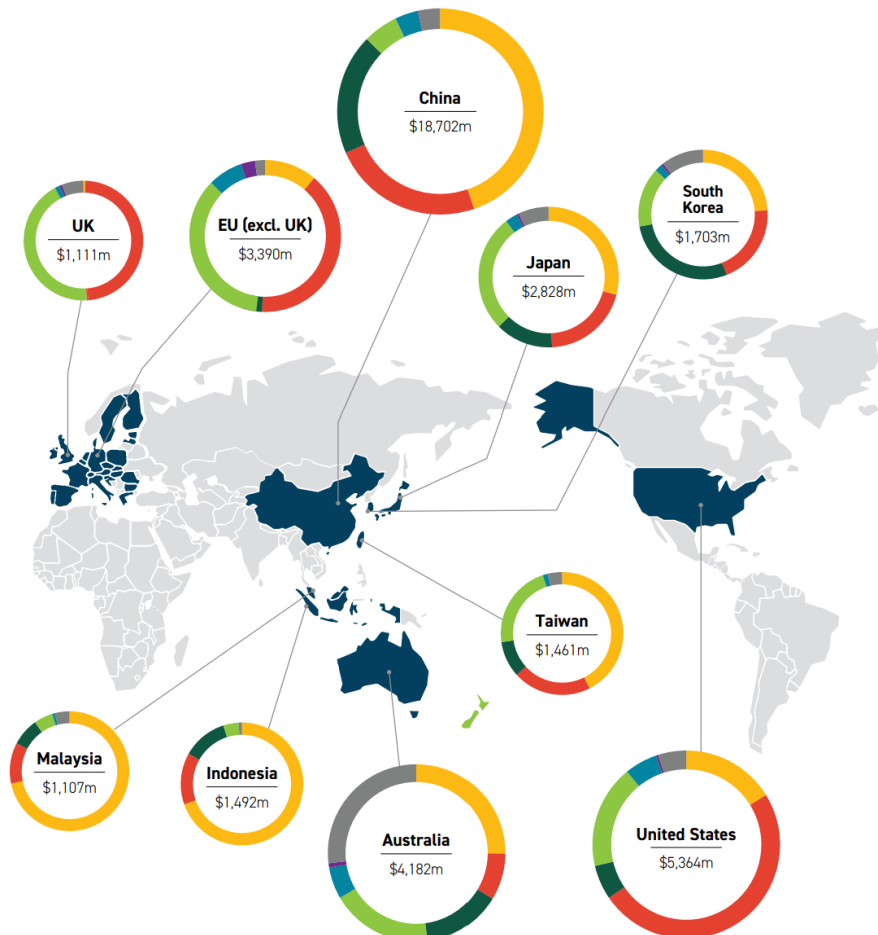 China
$18,702m
UK
$1,111m
EU (excl. UK)
$3,390m
South
Korea
$1,703m
Japan
$2,828m
Taiwan
$1,461m
Malaysia
$1,107m
Indonesia
$1,492m
Australia
$4,182m
United States
$5,364m